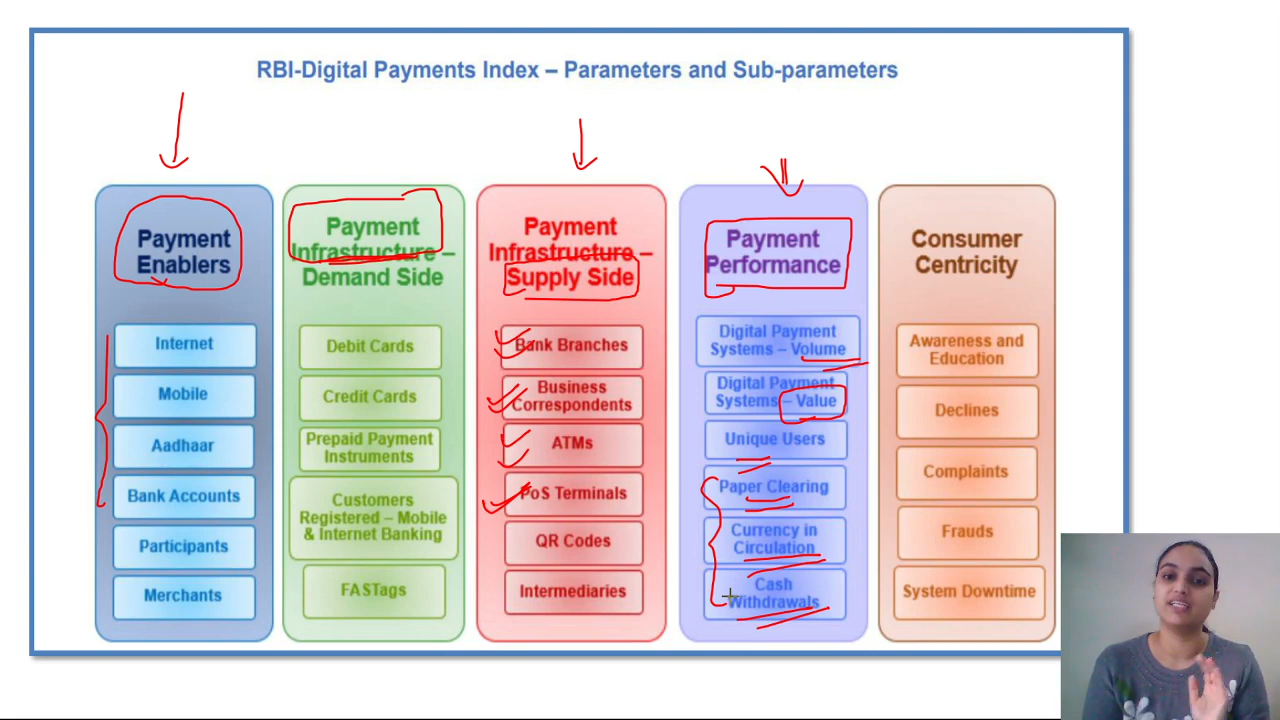 RBI-Digital Payments Index – Parameters and Sub-parameters
Payment
Enablers
Internet
Mobile
Aadhaar
Bank Accounts
Participants
Merchants
Payment
Infrastructure –
Demand Side
Debit Cards
Credit Cards
Prepaid Payment
Instruments
Customers
Registered – Mobile
& Internet Banking
FASTags
Payment
Infrastructure –
Supply Side
Bank Branches
Business
Correspondents
ATMs
PoS Terminals
QR Codes
Intermediaries
Payment
Performance
Digital Payment
Systems – Volume
Digital Payment
Systems – Value
Unique Users
Paper Clearing
Currency in
Circulation
Cash
Withdrawals
Consumer
Centricity
Awareness and
Education
Declines
Complaints
Frauds
System Downtime